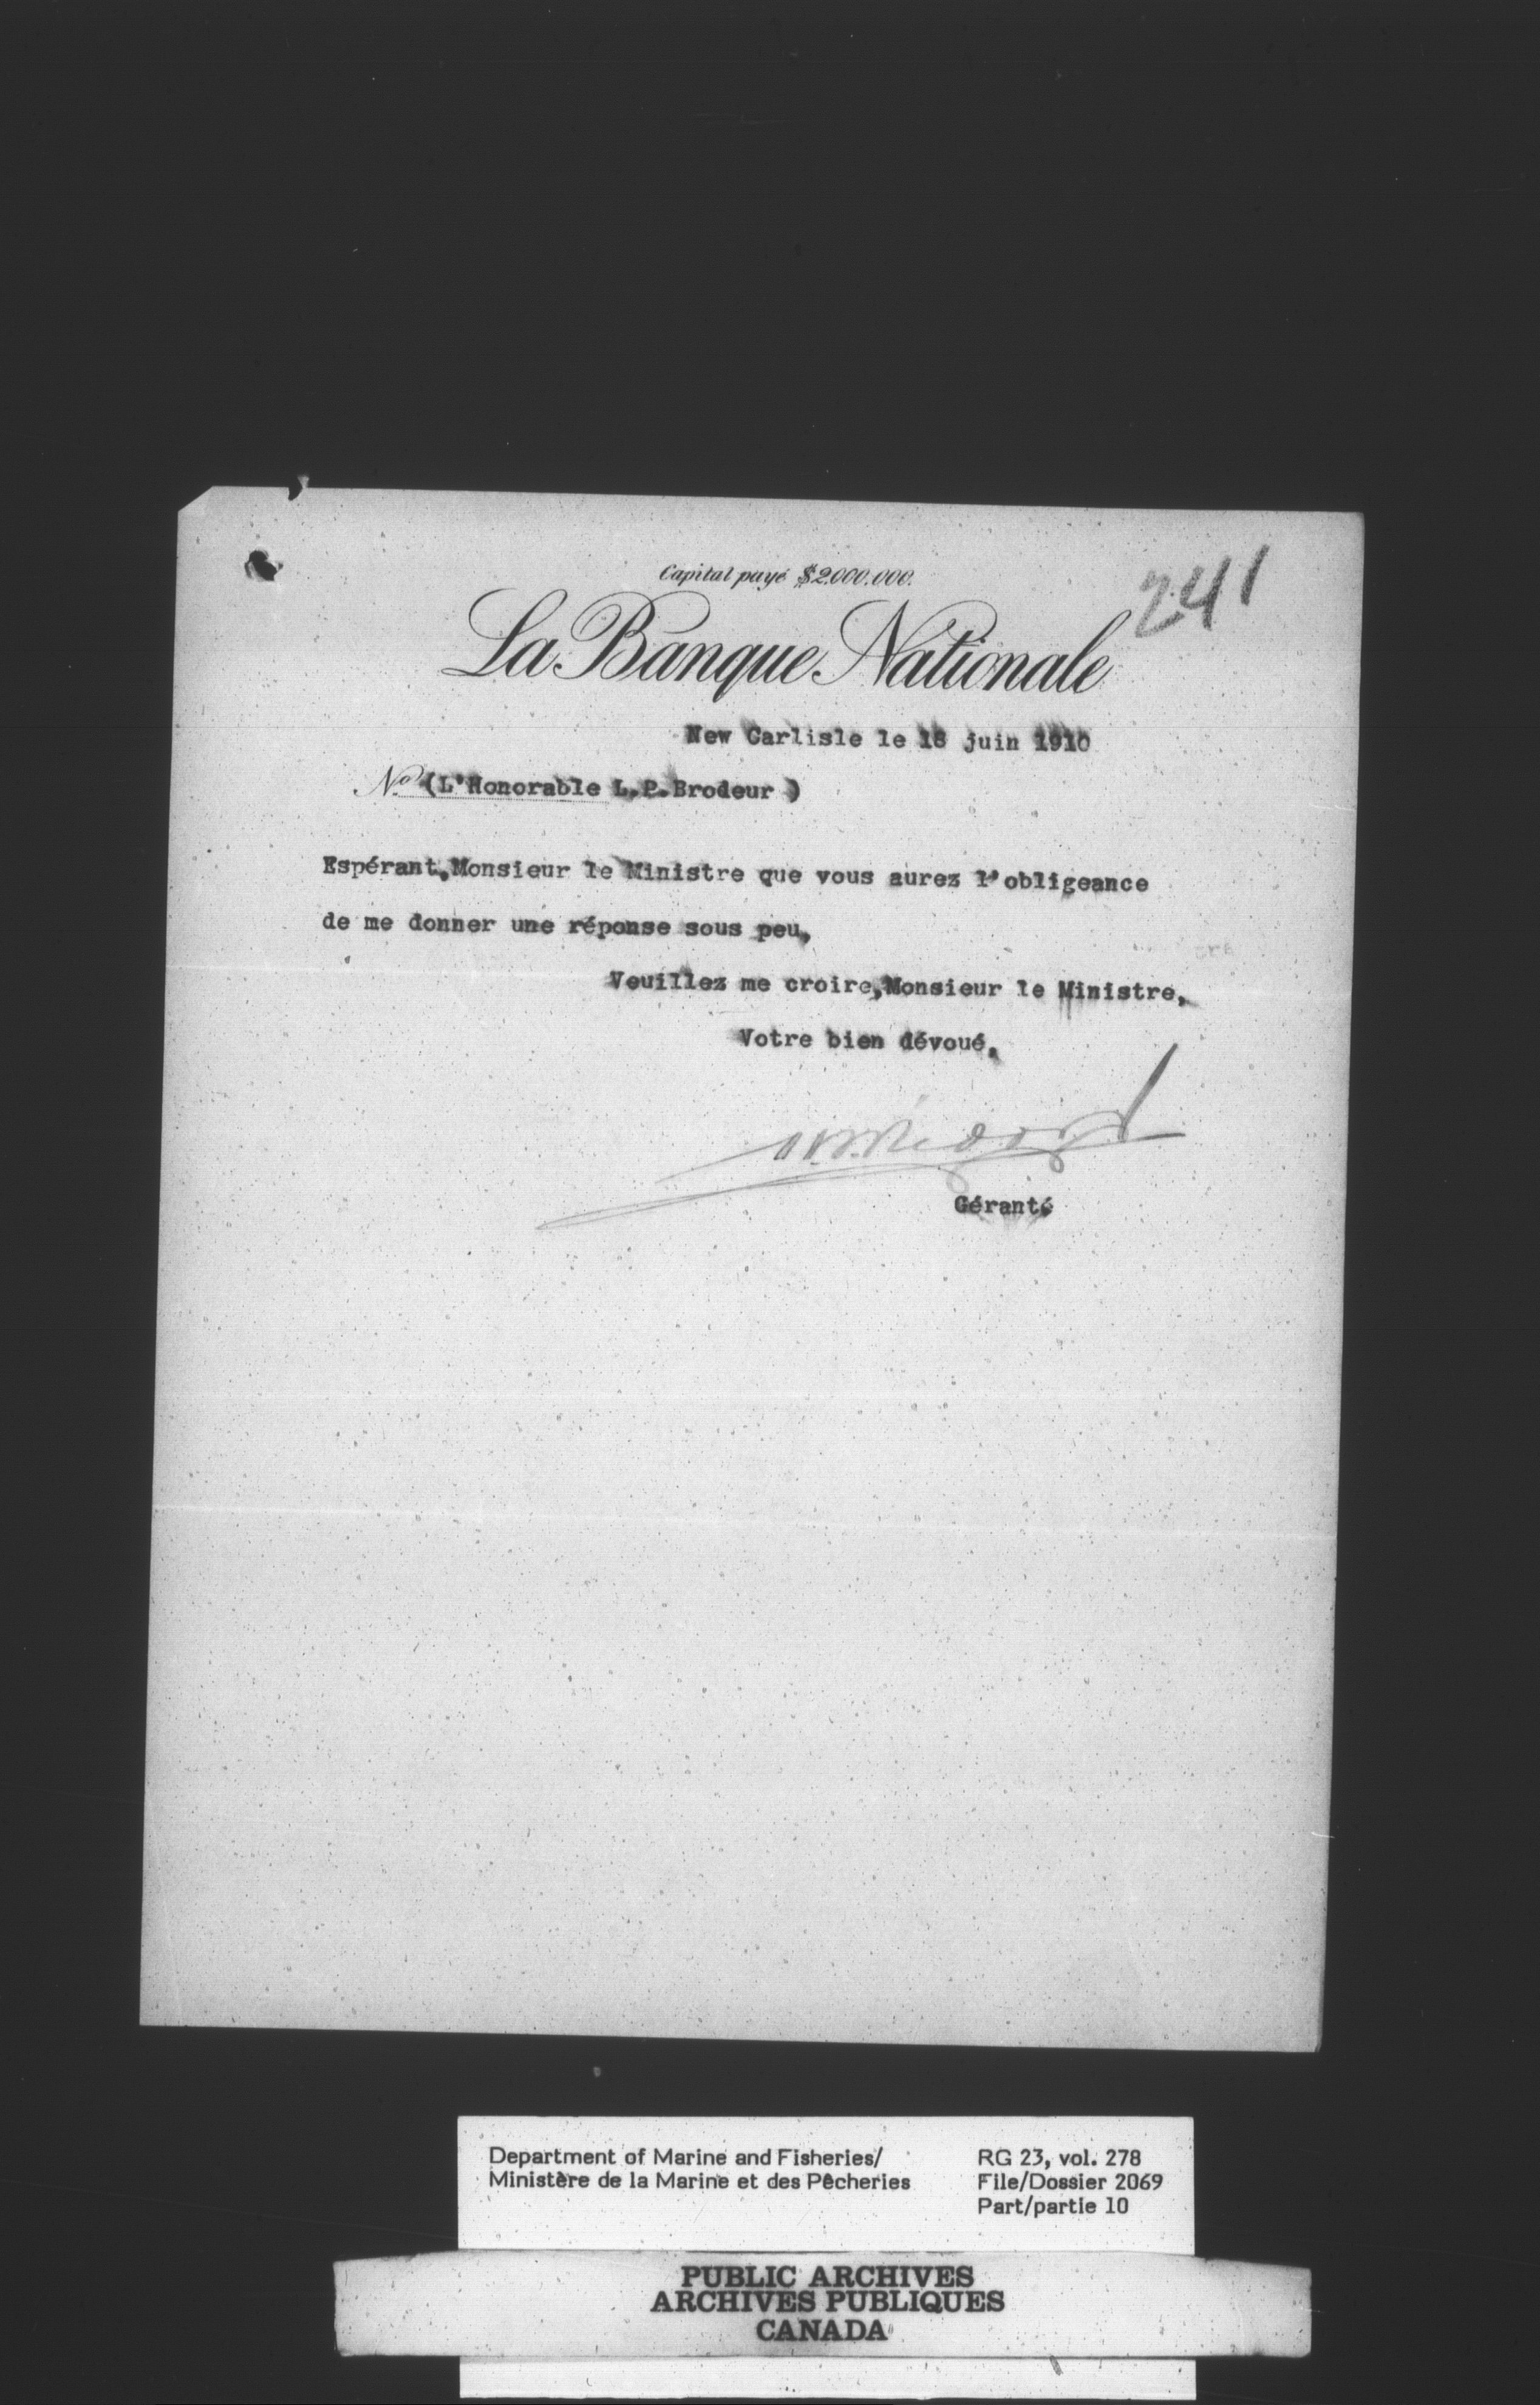 241
Capital payé $2.000.000.
La Banque Nationale
New Carlisle le 18 juin 1910
No (L'Honorable L.P.Brodeur )
Espérant,Monsieur le Ministre que vous aurez l'obligeance
de me donner une réponse sous peu,
Veuillez me croire,Monsieur le Ministre,
Votre bien dévoué,
Gérant.
Department of Marine and Fisheries/
Ministère de la Marine et des Pêcheries
RG 23, vol. 278
File/Dossier 2069
Part/partie 10
PUBLIC ARCHIVES
ARCHIVES PUBLIQUES
CANADA